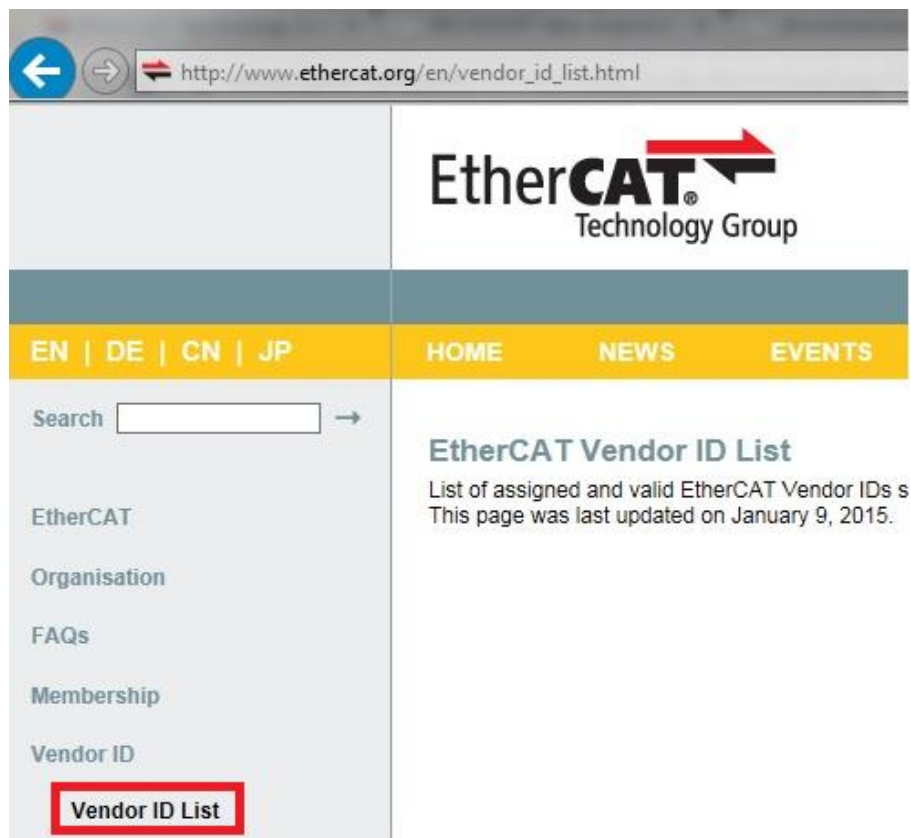 http://www.ethercat.org/en/vendor_id_list.html
EtherCAT®
Technology Group
EN | DE | CN | JP
HOME NEWS EVENTS
Search
EtherCAT Vendor ID List
List of assigned and valid EtherCAT Vendor IDs s
This page was last updated on January 9, 2015.
EtherCAT
Organisation
FAQs
Membership
Vendor ID
Vendor ID List